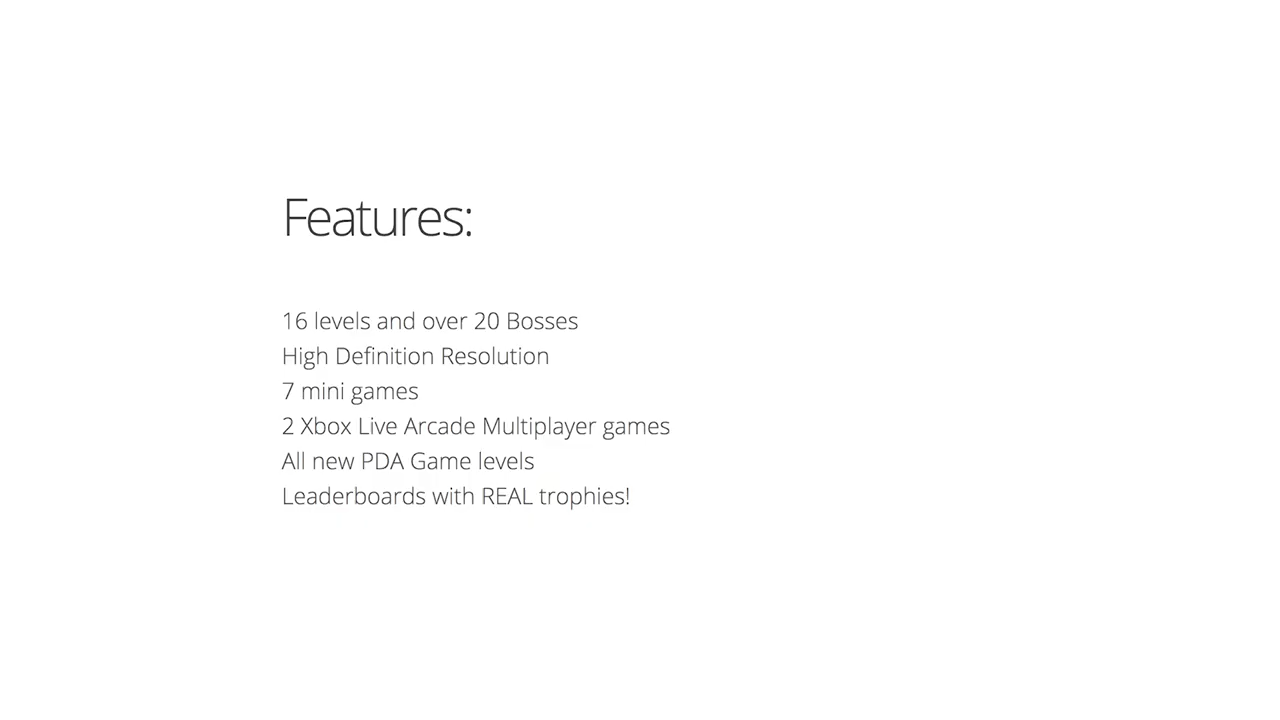 Features:
16 levels and over 20 Bosses
High Definition Resolution
7 mini games
2 Xbox Live Arcade Multiplayer games
All new PDA Game levels
Leaderboards with REAL trophies!